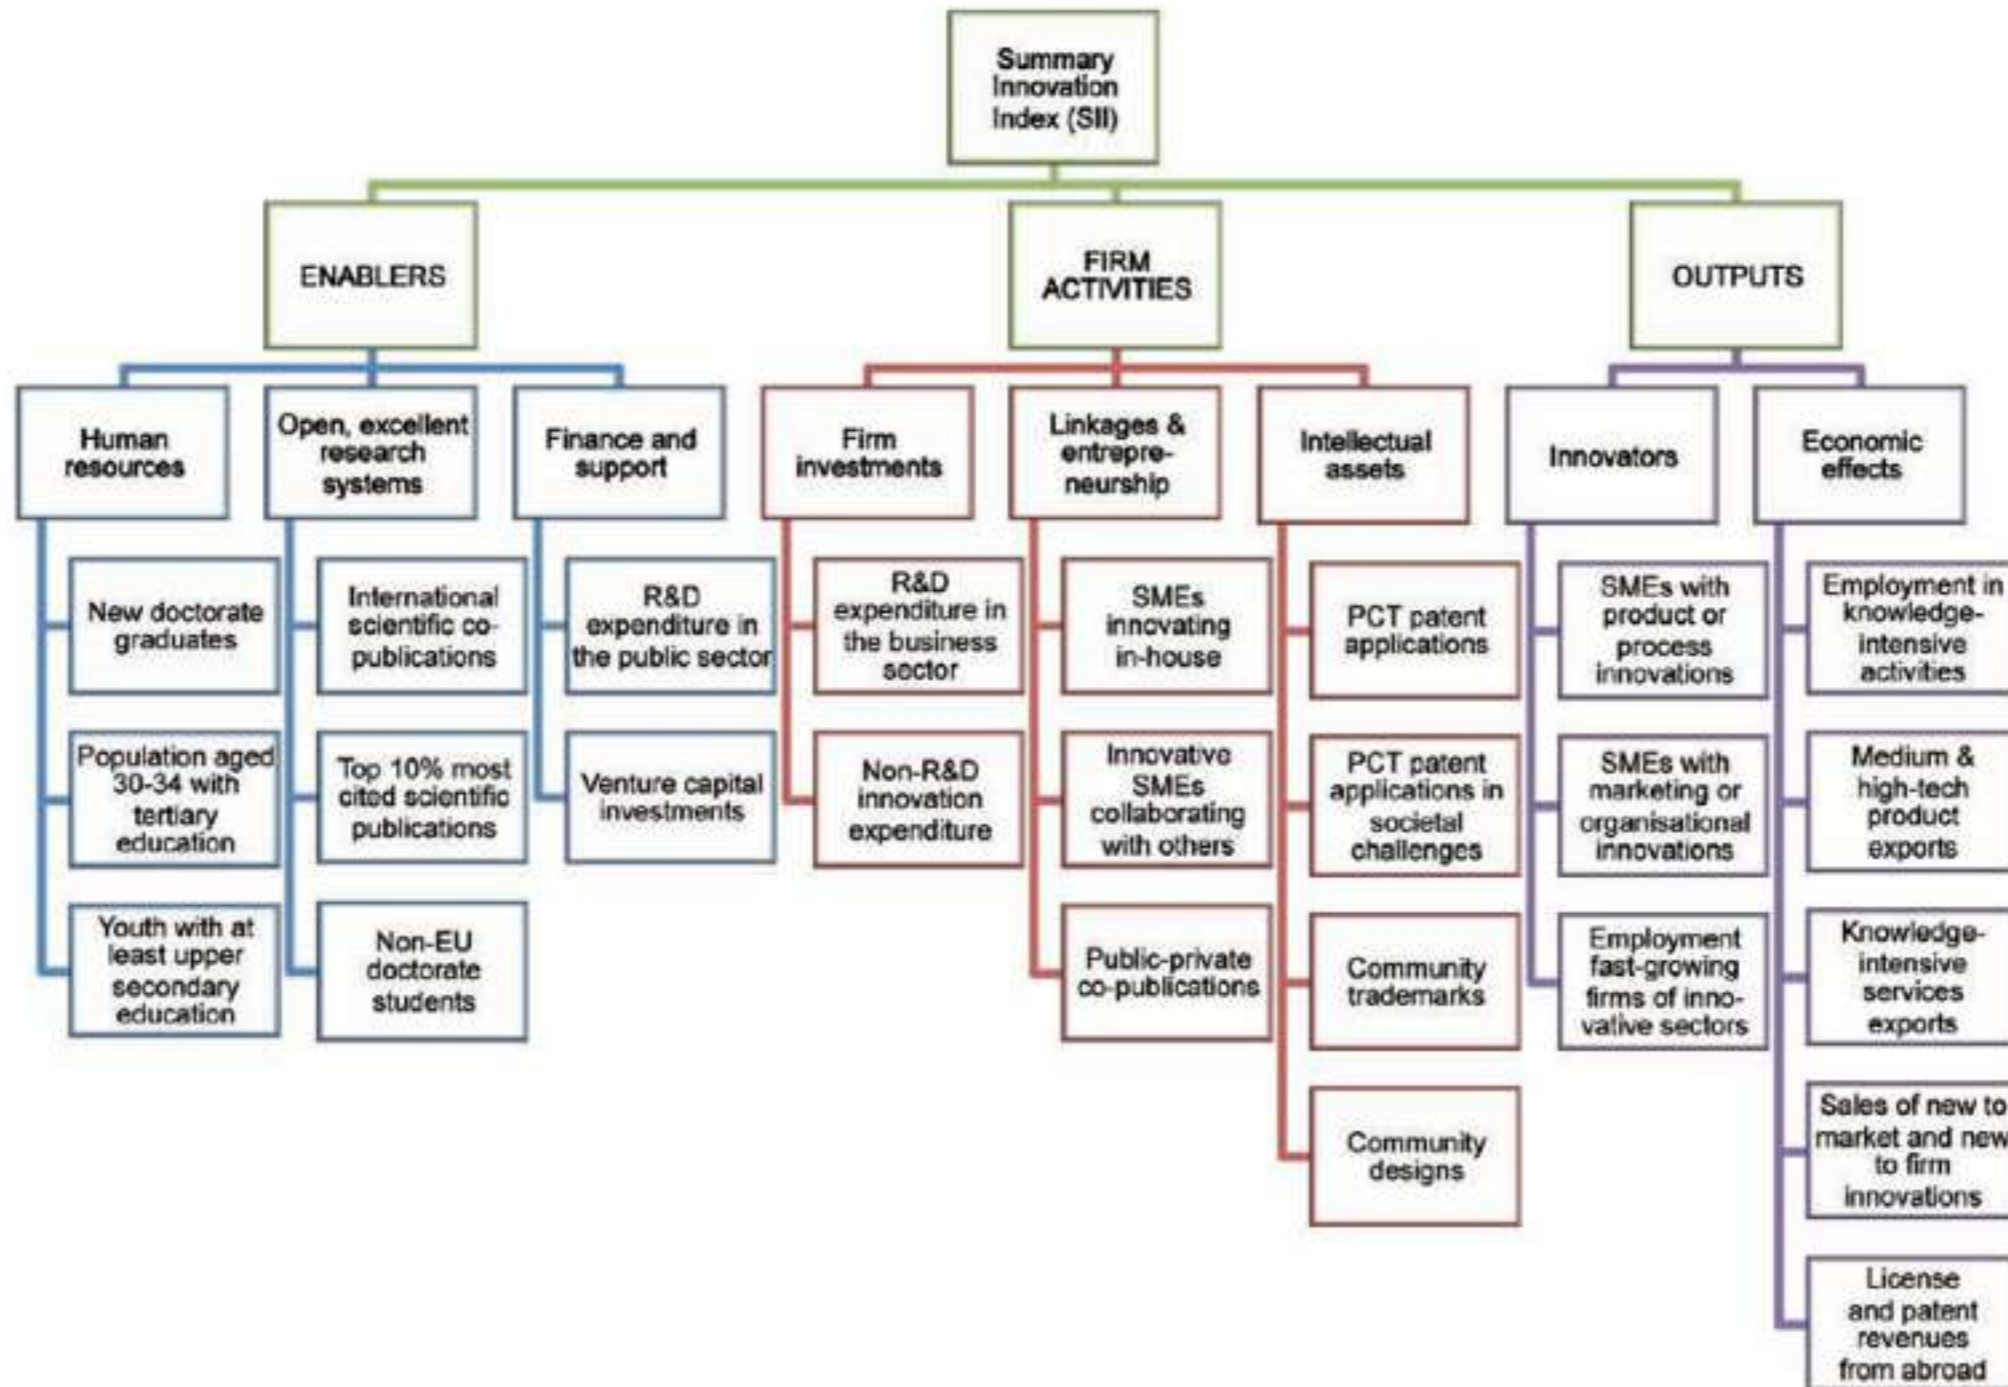 Summary
Innovation
Index (SII)
ENABLERS
FIRM
ACTIVITIES
OUTPUTS
Human
resources
Open, excellent
research
systems
Finance and
support
Firm
investments
Linkages &
entrepre-
neurship
Intellectual
assets
Innovators
Economic
effects
New doctorate
graduates
Population aged
30-34 with
tertiary
education
Youth with at
least upper
secondary
education
International
scientific co-
publications
Top 10% most
cited scientific
publications
Non-EU
doctorate
students
R&D
expenditure in
the public sector
Venture capital
investments
R&D
expenditure in
the business
sector
Non-R&D
innovation
expenditure
SMEs
innovating
in-house
Innovative
SMEs
collaborating
with others
Public-private
co-publications
PCT patent
applications
PCT patent
applications in
societal
challenges
Community
trademarks
Community
designs
SMEs with
product or
process
innovations
SMEs with
marketing or
organisational
innovations
Employment
fast-growing
firms of inno-
vative sectors
Employment in
knowledge-
intensive
activities
Medium &
high-tech
product
exports
Knowledge-
intensive
services
exports
Sales of new to
market and new
to firm
innovations
License
and patent
revenues
from abroad